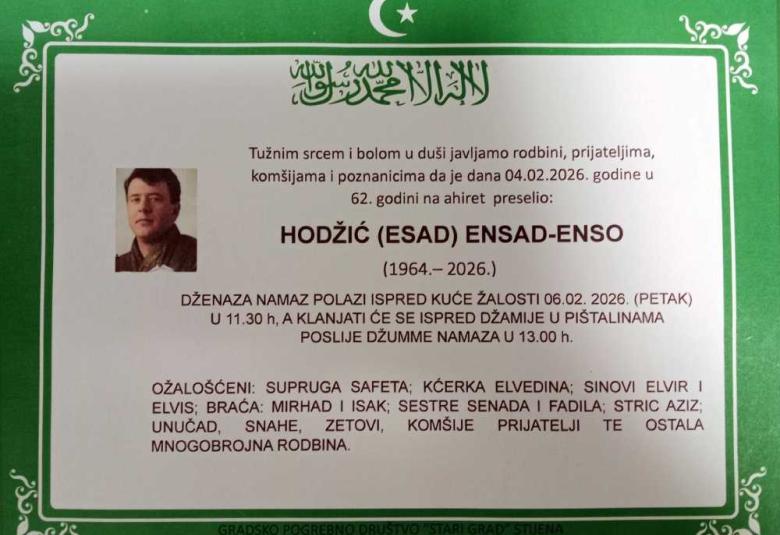 لا اله الا الله محمد رسول الله
Tužnim srcem i bolom u duši javljamo rodbini, prijateljima,
komšijama i poznanicima da je dana 04.02.2026. godine u
62. godini na ahiret preselio:
HODŽIĆ (ESAD) ENSAD-ENSO
(1964.– 2026.)
DŽENAZA NAMAZ POLAZI ISPRED KUĆE ŽALOSTI 06.02. 2026. (PETAK)
U 11.30 h, A KLANJATI ĆE SE ISPRED DŽAMIJE U PIŠTALINAMA
POSLIJE DŽUMME NAMAZA U 13.00 h.
OŽALOŠĆENI: SUPRUGA SAFETA; KĆERKA ELVEDINA; SINOVI ELVIR I
ELVIS; BRAĆA: MIRHAD I ISAK; SESTRE SENADA I FADILA; STRIC AZIZ;
UNUČAD, SNAHE, ZETOVI, KOMŠIJE PRIJATELJI TE OSTALA
MNOGOBROJNA RODBINA.
GRADSKO POGREBNO DRUŠTVO "STARI GRAD" STIJENA